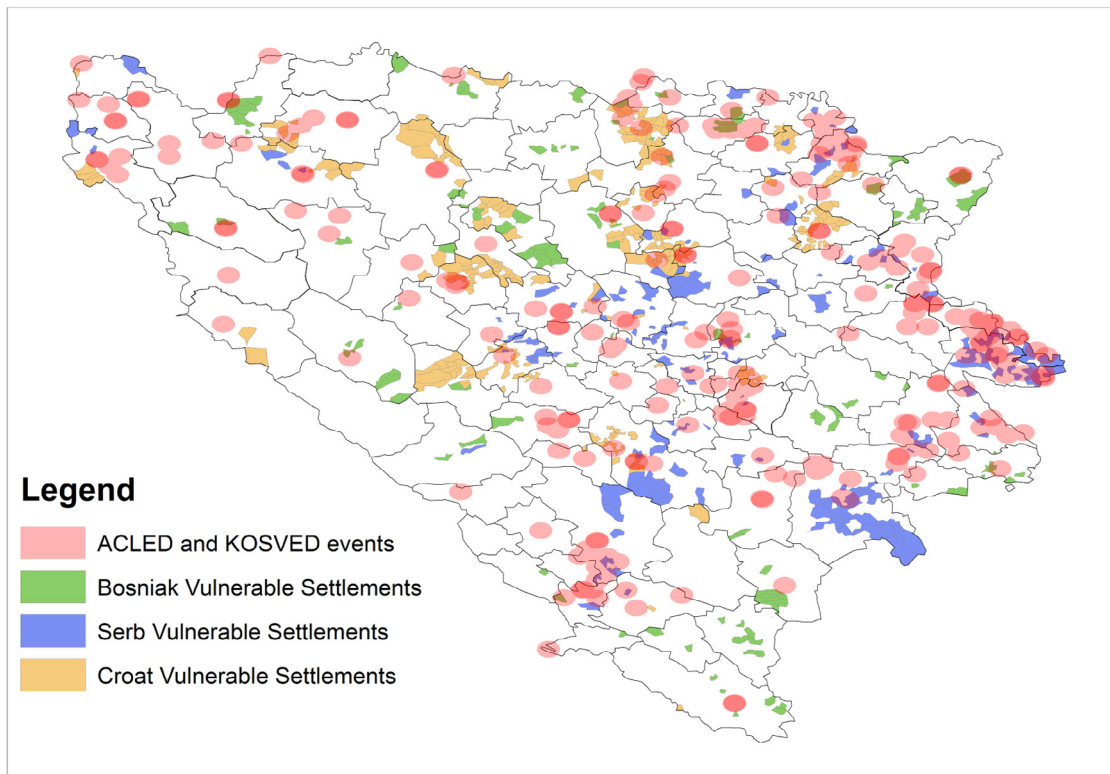 Legend
ACLED and KOSVED events
Bosniak Vulnerable Settlements
Serb Vulnerable Settlements
Croat Vulnerable Settlements